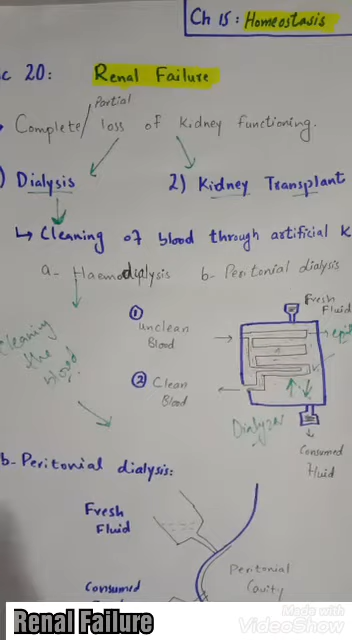 Ch 15: Homeostasis
c 20: Renal Failure
Partial
Complete/ loss of kidney functioning.
) Dialysis 2) Kidney Transplant
↳ Cleaning of blood through artificial K
a- Haemodialysis b- Peritonial dialysis
Fresh
Fluid
① Unclean
Blood
epit
Cleaning
the
blood
② Clean
Blood
Dialyzer
Consumed
Fluid
b- Peritonial dialysis:
Fresh
Fluid
Peritonial
Cavity
Consumed
Renal Failure
Made with
VideoShow